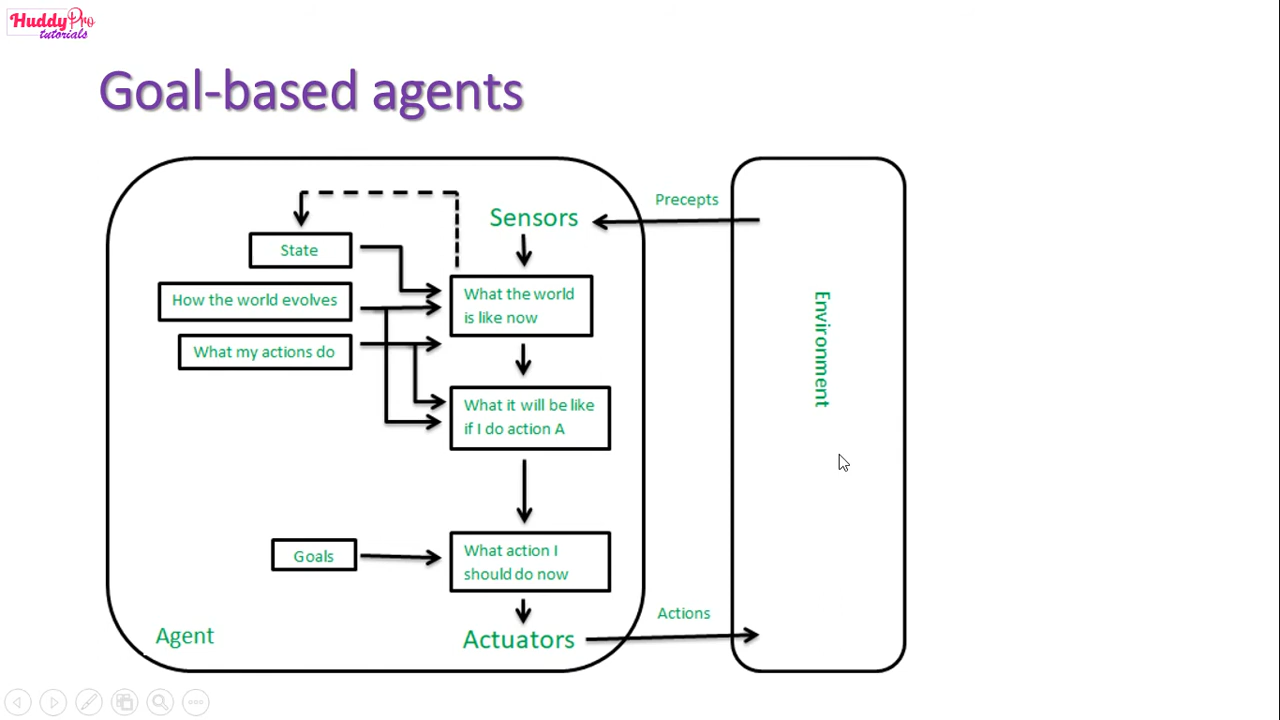 HuddyPro
tutorials
Goal-based agents
Precepts
Sensors
State
What the world
is like now
How the world evolves
What my actions do
Environment
What it will be like
if I do action A
What action I
should do now
Goals
Actions
Agent
Actuators